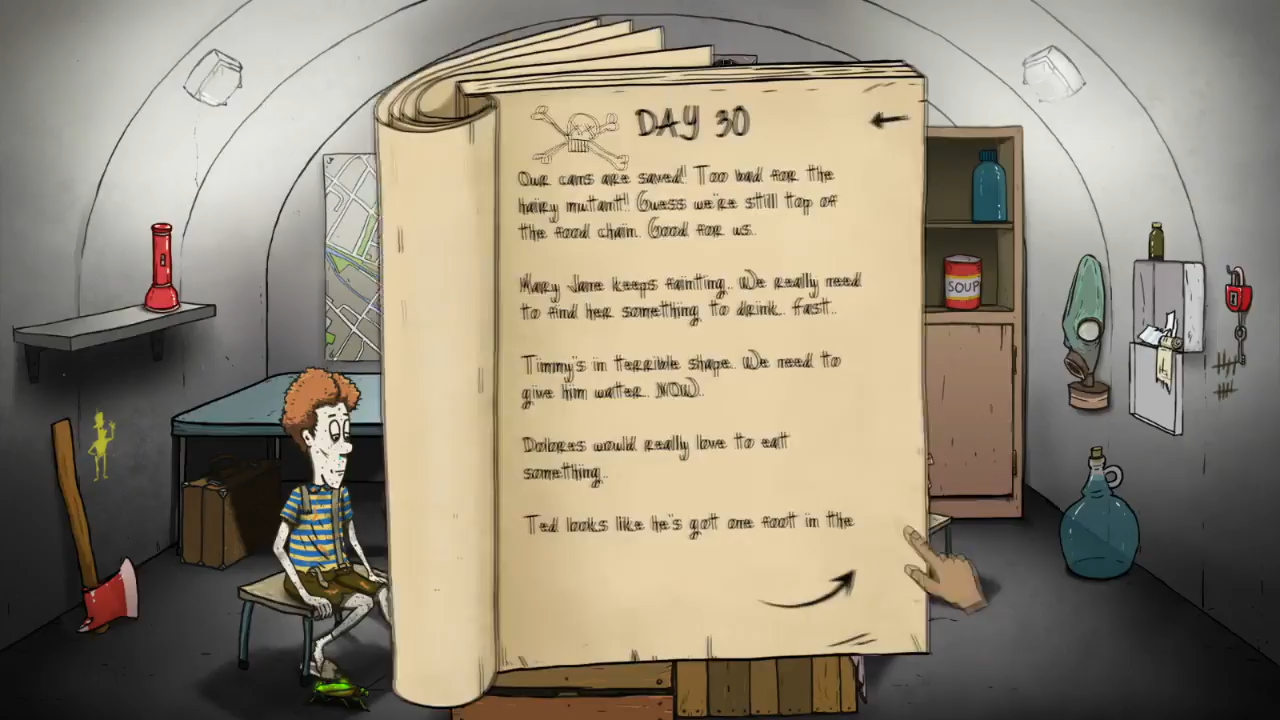 DAY 30
Our cans are saved! Too bad for the
hairy mutant! Guess we're still top of
the food chain. Good for us.
Mary Jane keeps fainting. We really need
to find her something to drink. Fast.
Timmy's in terrible shape. We need to
give him water. NOW.
Dolores would really love to eat
something.
Ted looks like he's got one foot in the
SOUP